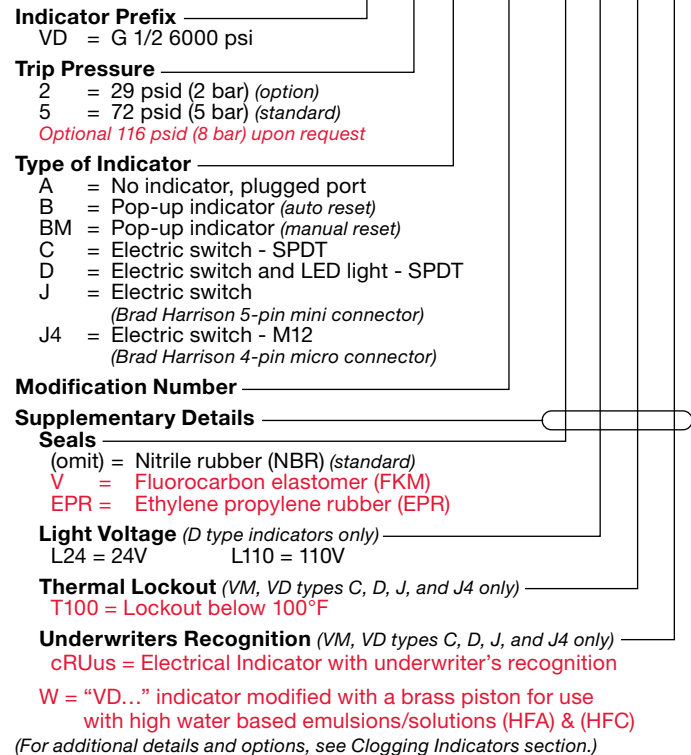 Indicator Prefix
VD = G 1/2 6000 psi
Trip Pressure
2 = 29 psid (2 bar) (option)
5 = 72 psid (5 bar) (standard)
Optional 116 psid (8 bar) upon request
Type of Indicator
A = No indicator, plugged port
B = Pop-up indicator (auto reset)
BM = Pop-up indicator (manual reset)
C = Electric switch - SPDT
D = Electric switch and LED light - SPDT
J = Electric switch
(Brad Harrison 5-pin mini connector)
J4 = Electric switch - M12
(Brad Harrison 4-pin micro connector)
Modification Number
Supplementary Details
Seals
(omit) = Nitrile rubber (NBR) (standard)
V = Fluorocarbon elastomer (FKM)
EPR = Ethylene propylene rubber (EPR)
Light Voltage (D type indicators only)
L24 = 24V L110 = 110V
Thermal Lockout (VM, VD types C, D, J, and J4 only)
T100 = Lockout below 100°F
Underwriters Recognition (VM, VD types C, D, J, and J4 only)
cRUus = Electrical Indicator with underwriter's recognition
W = “VD...” indicator modified with a brass piston for use
with high water based emulsions/solutions (HFA) & (HFC)
(For additional details and options, see Clogging Indicators section.)